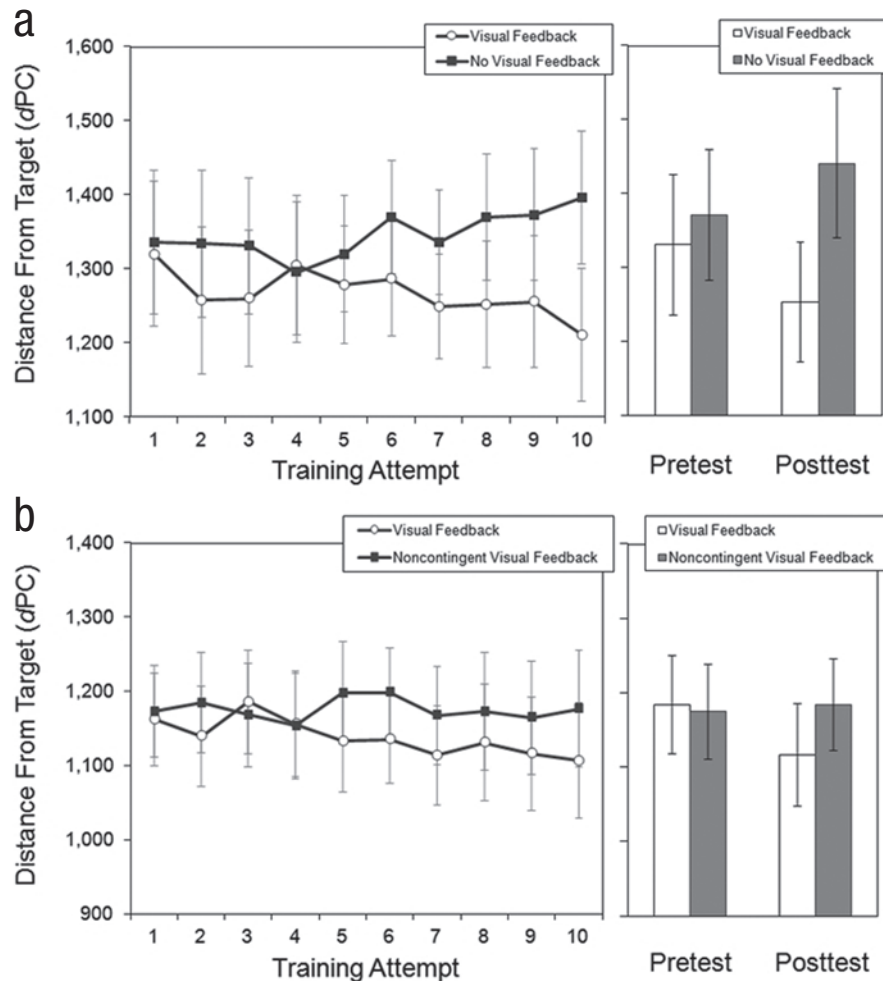 a
Visual Feedback
No Visual Feedback
Visual Feedback
No Visual Feedback
Distance From Target (dPC)
1,600
1,500
1,400
1,300
1,200
1,100
1 2 3 4 5 6 7 8 9 10
Training Attempt
Pretest Posttest
b
Visual Feedback
Noncontingent Visual Feedback
Visual Feedback
Noncontingent Visual Feedback
Distance From Target (dPC)
1,400
1,300
1,200
1,100
1,000
900
1 2 3 4 5 6 7 8 9 10
Training Attempt
Pretest Posttest